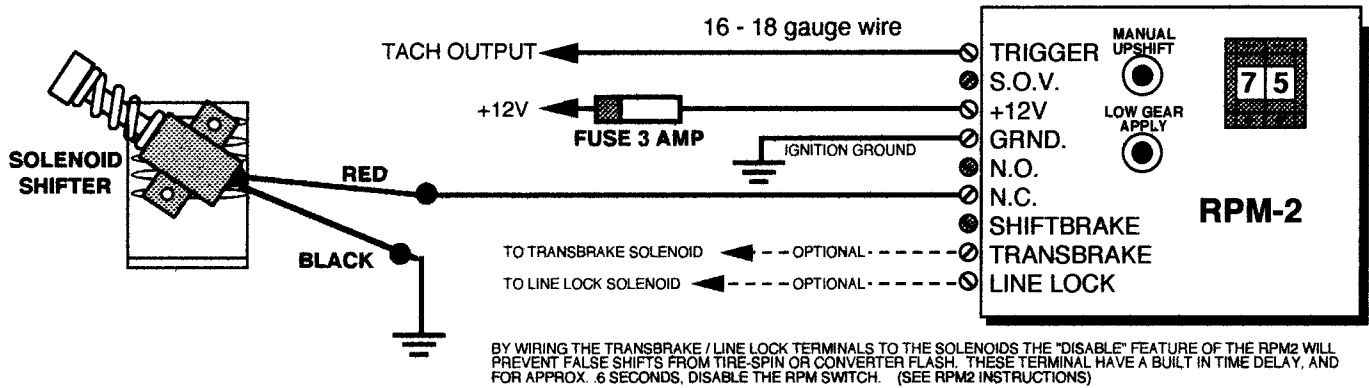 16 - 18 gauge wire
TACH OUTPUT
TRIGGER
MANUAL
UPSHIFT
7 5
S.O.V.
+12V
FUSE 3 AMP
+12V
LOW GEAR
APPLY
GRND.
IGNITION GROUND
SOLENOID
SHIFTER
RED
N.O.
N.C.
RPM-2
SHIFTBRAKE
BLACK
TO TRANSBRAKE SOLENOID
OPTIONAL
TRANSBRAKE
TO LINE LOCK SOLENOID
OPTIONAL
LINE LOCK
BY WIRING THE TRANSBRAKE / LINE LOCK TERMINALS TO THE SOLENOIDS THE "DISABLE" FEATURE OF THE RPM2 WILL
PREVENT FALSE SHIFTS FROM TIRE-SPIN OR CONVERTER FLASH. THESE TERMINAL HAVE A BUILT IN TIME DELAY, AND
FOR APPROX. .6 SECONDS, DISABLE THE RPM SWITCH. (SEE RPM2 INSTRUCTIONS)